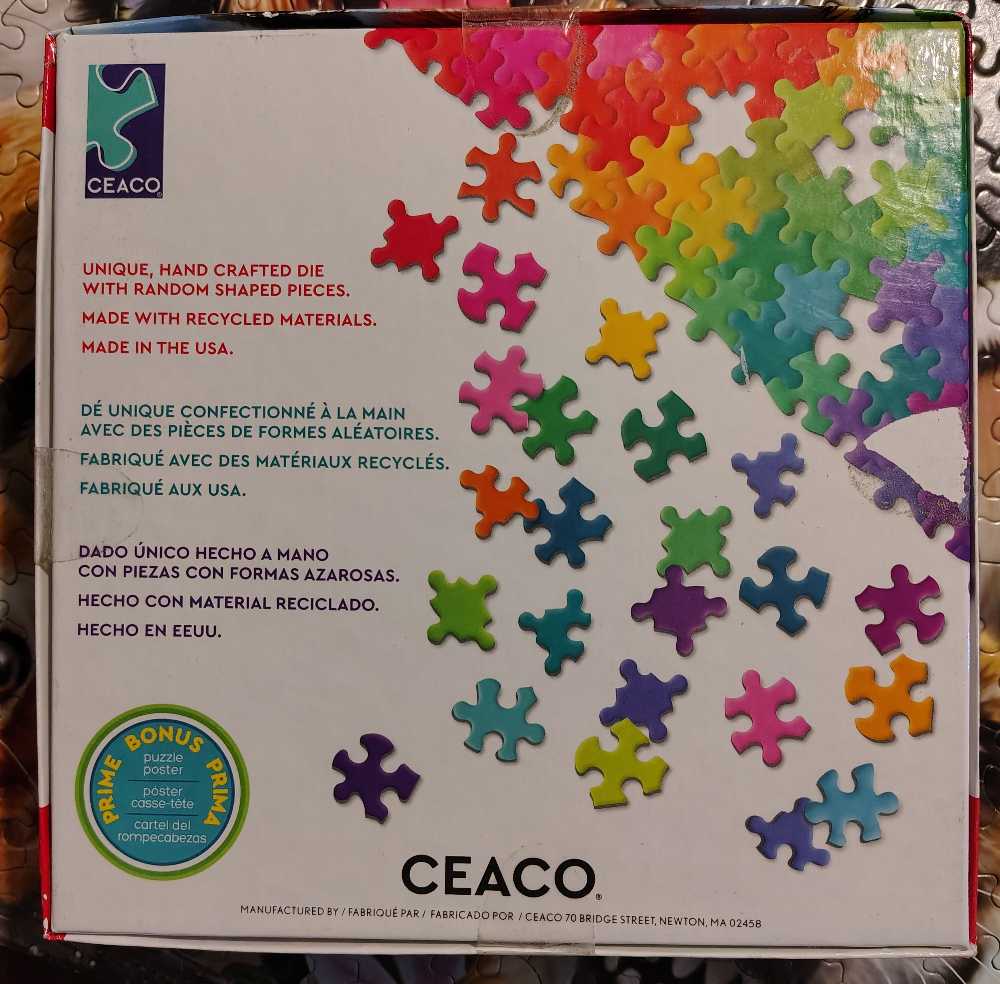 CEACO®
UNIQUE, HAND CRAFTED DIE
WITH RANDOM SHAPED PIECES.
MADE WITH RECYCLED MATERIALS.
MADE IN THE USA.
DÉ UNIQUE CONFECTIONNÉ À LA MAIN
AVEC DES PIÈCES DE FORMES ALÉATOIRES.
FABRIQUÉ AVEC DES MATÉRIAUX RECYCLÉS.
FABRIQUÉ AUX USA.
DADO ÚNICO HECHO A MANO
CON PIEZAS CON FORMAS AZAROSAS.
HECHO CON MATERIAL RECICLADO.
HECHO EN EEUU.
PRIME BONUS PRIMA
puzzle
poster
póster
casse-tête
cartel del
rompecabezas
CEACO®
MANUFACTURED BY / FABRIQUÉ PAR / FABRICADO POR / CEACO 70 BRIDGE STREET, NEWTON, MA 02458